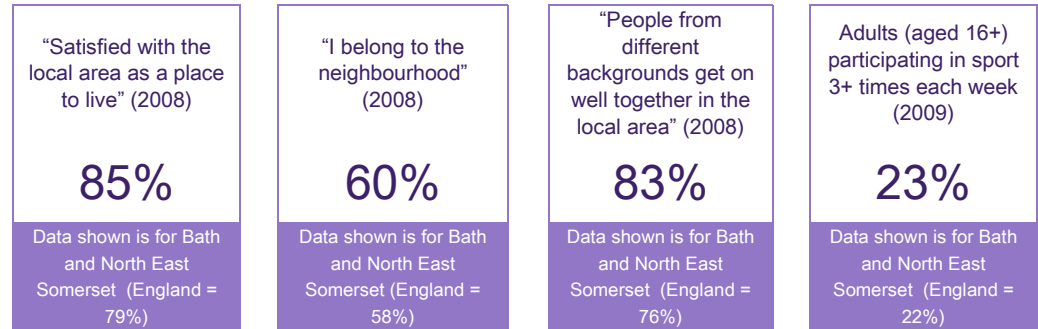 “Satisfied with the
local area as a place
to live” (2008)
85%
Data shown is for Bath
and North East
Somerset (England =
79%)
“I belong to the
neighbourhood”
(2008)
60%
Data shown is for Bath
and North East
Somerset (England =
58%)
“People from
different
backgrounds get on
well together in the
local area” (2008)
83%
Data shown is for Bath
and North East
Somerset (England =
76%)
Adults (aged 16+)
participating in sport
3+ times each week
(2009)
23%
Data shown is for Bath
and North East
Somerset (England =
22%)